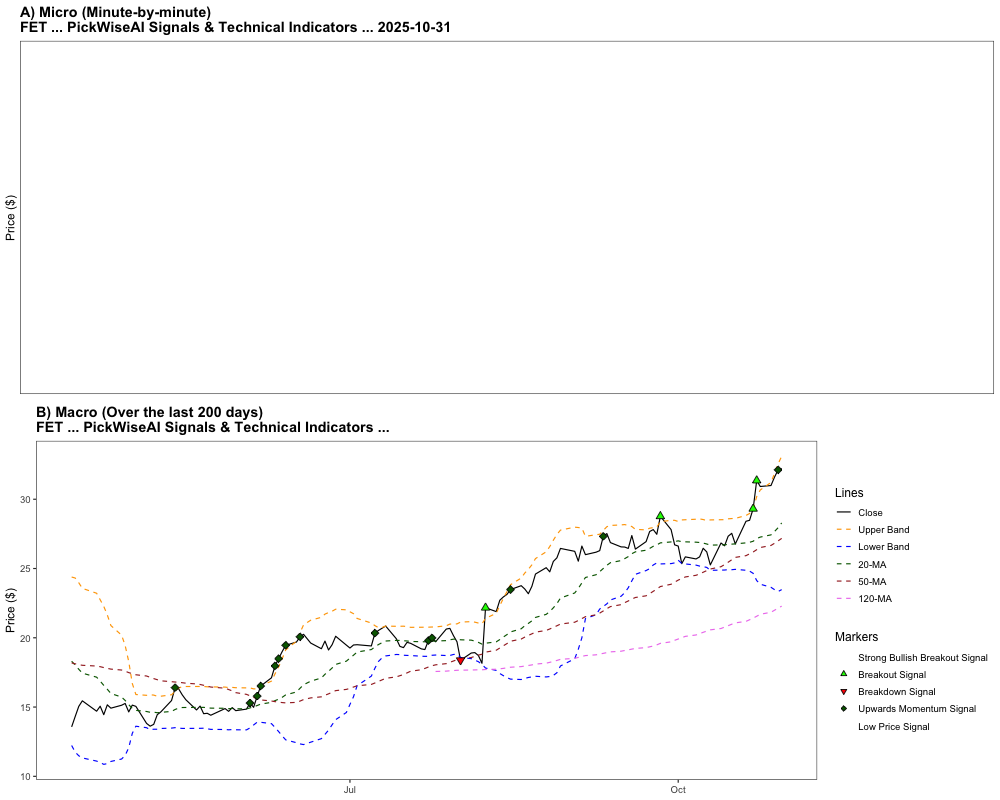 A) Micro (Minute-by-minute)
FET ... PickWiseAI Signals & Technical Indicators ... 2025-10-31
Price ($)
B) Macro (Over the last 200 days)
FET ... PickWiseAI Signals & Technical Indicators ...
Price ($)
30
25
20
15
10
Jul
Oct
Lines
Close
Upper Band
Lower Band
20-MA
50-MA
120-MA
Markers
Strong Bullish Breakout Signal
Breakout Signal
Breakdown Signal
Upwards Momentum Signal
Low Price Signal